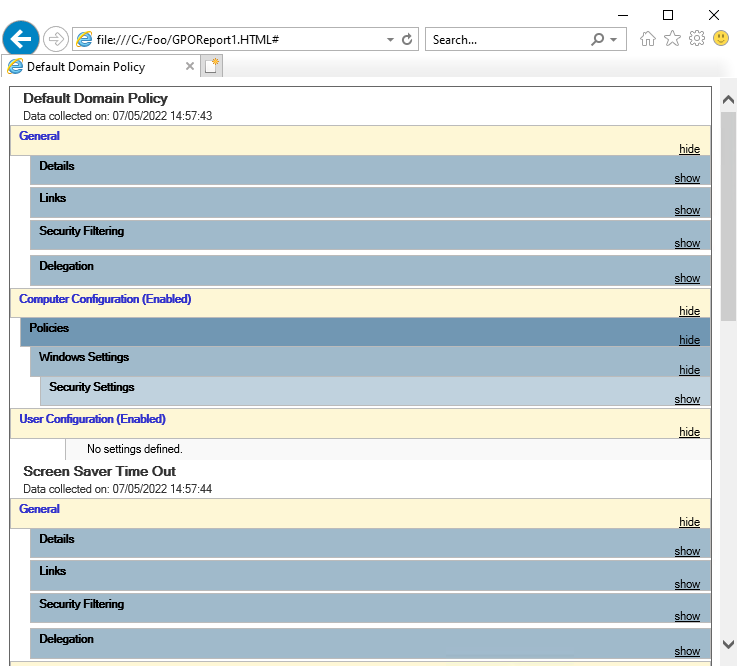 file:///C:/Foo/GPOReport1.HTML#
Search...
Default Domain Policy
Default Domain Policy
Data collected on: 07/05/2022 14:57:43
General
hide
Details
show
Links
show
Security Filtering
show
Delegation
show
Computer Configuration (Enabled)
hide
Policies
hide
Windows Settings
hide
Security Settings
show
User Configuration (Enabled)
hide
No settings defined.
Screen Saver Time Out
Data collected on: 07/05/2022 14:57:44
General
hide
Details
show
Links
show
Security Filtering
show
Delegation
show